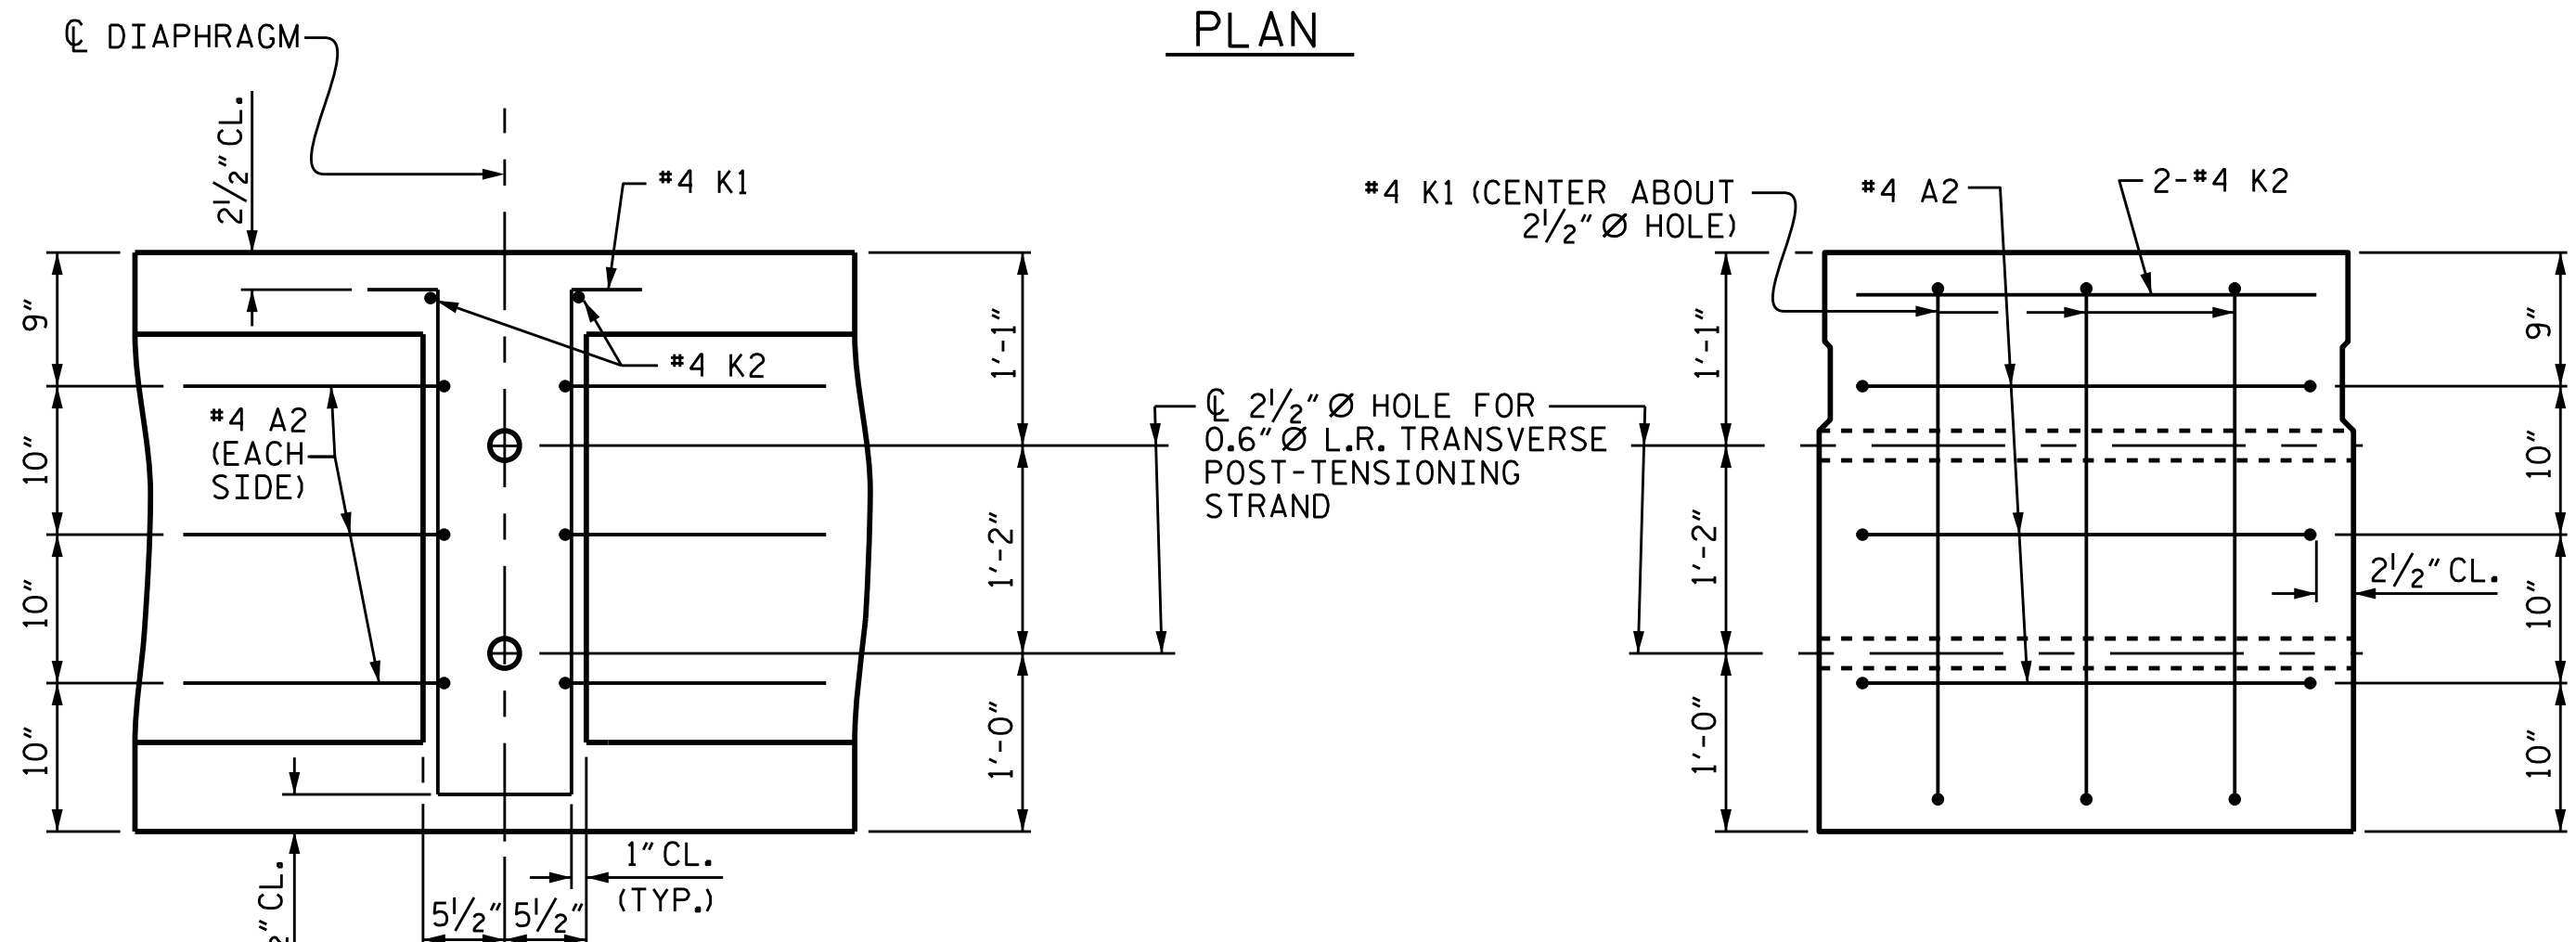 PLAN
℄ DIAPHRAGM
2½" CL.
#4 K1
#4 K2
9"
10"
10"
10"
#4 A2
(EACH
SIDE)
1'-1"
1'-2"
1'-0"
1" CL.
(TYP.)
5½"
5½"
" CL.
℄ 2½" Ø HOLE FOR
0.6" Ø L.R. TRANSVERSE
POST-TENSIONING
STRAND
#4 K1 (CENTER ABOUT
2½" Ø HOLE)
#4 A2
2-#4 K2
1'-1"
1'-2"
1'-0"
9"
10"
10"
10"
2½" CL.